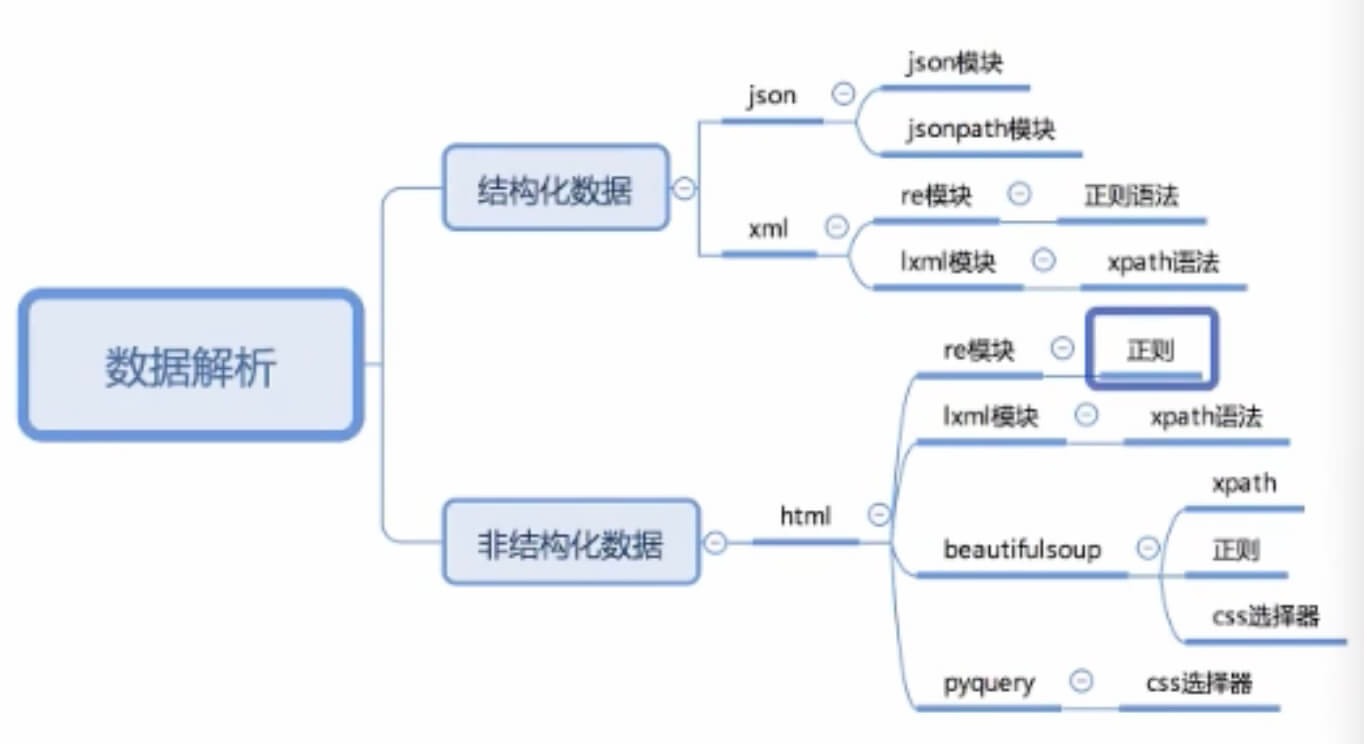 json模块
json
jsonpath模块
结构化数据
re模块
正则语法
xml
lxml模块
xpath语法
数据解析
re模块
正则
lxml模块
xpath语法
xpath
html
非结构化数据
beautifulsoup
正则
css选择器
pyquery
css选择器